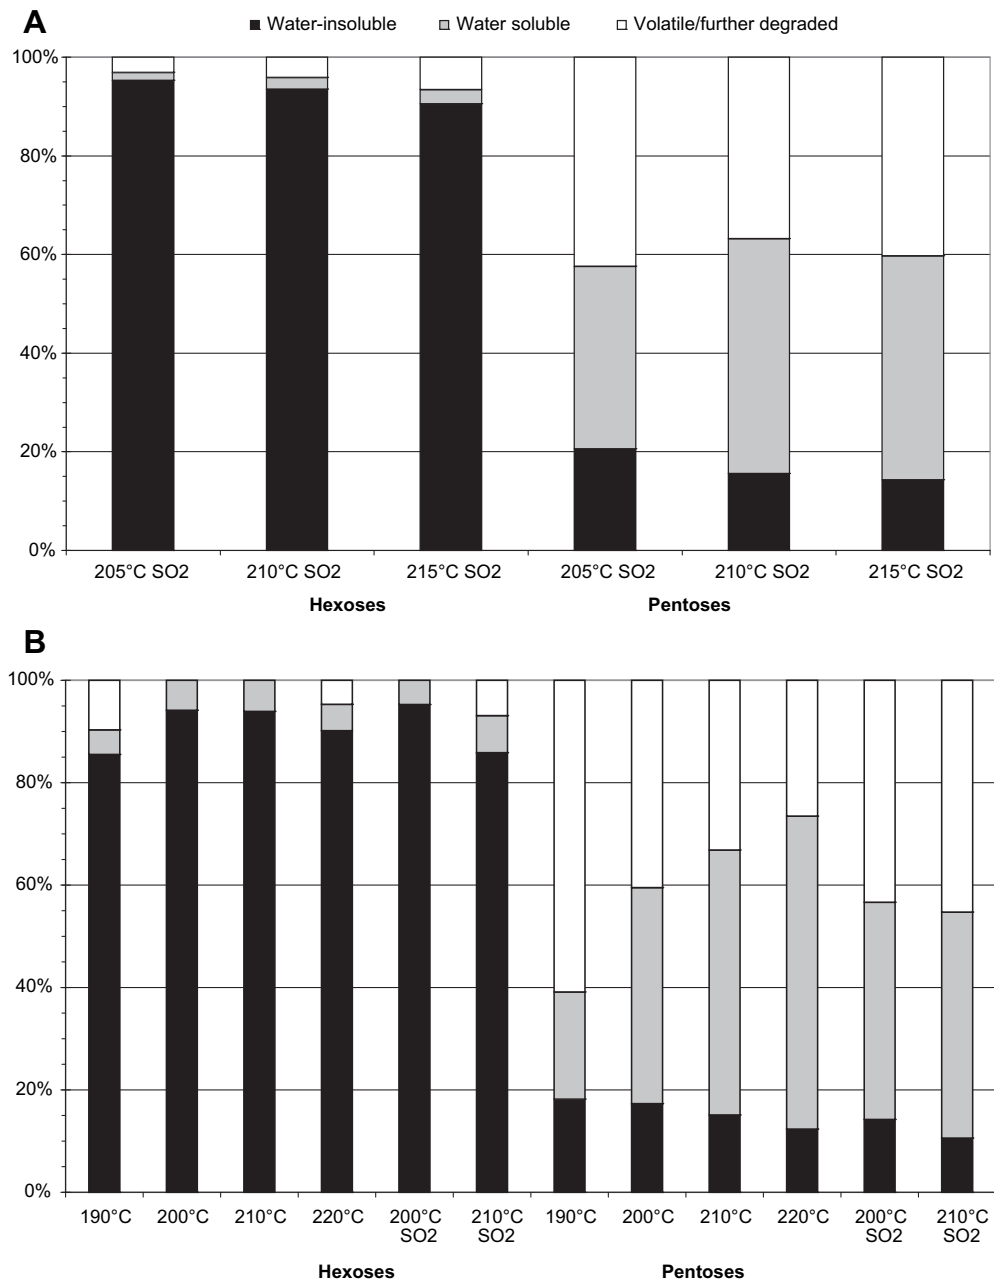 A
Water-insoluble Water soluble Volatile/further degraded
100%
80%
60%
40%
20%
0%
205°C SO2 210°C SO2 215°C SO2 205°C SO2 210°C SO2 215°C SO2
Hexoses Pentoses
B
100%
80%
60%
40%
20%
0%
190°C 200°C 210°C 220°C 200°C 210°C 190°C 200°C 210°C 220°C 200°C 210°C
SO2 SO2 SO2 SO2
Hexoses Pentoses